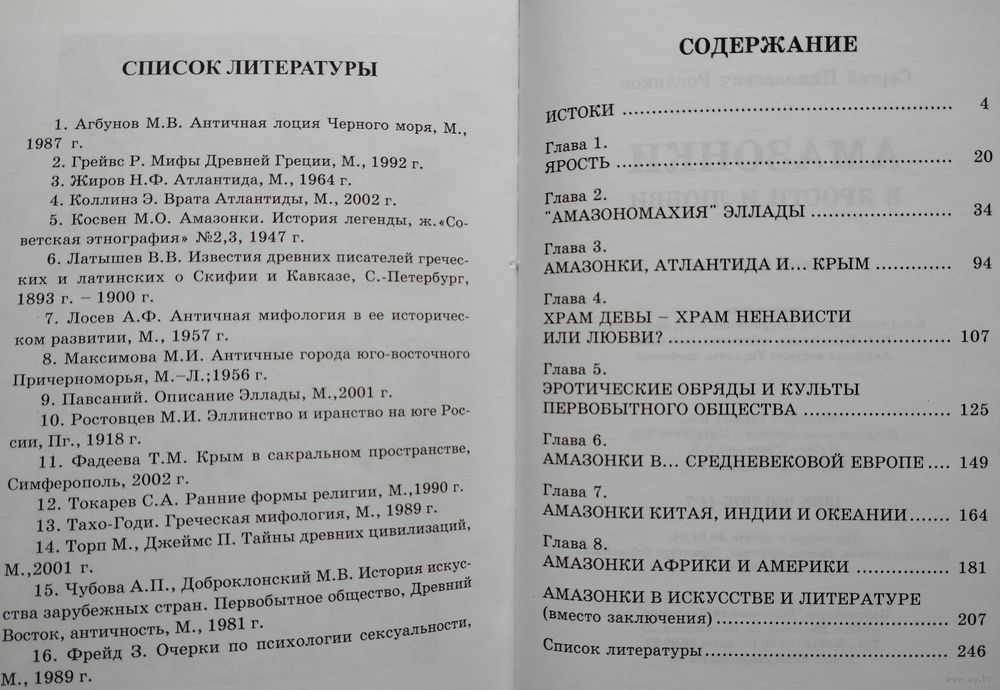 СПИСОК ЛИТЕРАТУРЫ
1. Агбунов М.В. Античная лоция Черного моря, М.,
1987 г.
2. Грейвс Р. Мифы Древней Греции, М., 1992 г.
3. Жиров Н.Ф. Атлантида, М., 1964 г.
4. Коллинз Э. Врата Атлантиды, М., 2002 г.
5. Косвен М.О. Амазонки. История легенды, ж.«Со-
ветская этнография» №2,3, 1947 г.
6. Латышев В.В. Известия древних писателей гречес-
ких и латинских о Скифии и Кавказе, С.-Петербург,
1893 г. – 1900 г.
7. Лосев А.Ф. Античная мифология в ее историчес-
ком развитии, М., 1957 г.
8. Максимова М.И. Античные города юго-восточного
Причерноморья, М.–Л.;1956 г.
9. Павсаний. Описание Эллады, М.,2001 г.
10. Ростовцев М.И. Эллинство и иранство на юге Рос-
сии, Пг., 1918 г.
11. Фадеева Т.М. Крым в сакральном пространстве,
Симферополь, 2002 г.
12. Токарев С.А. Ранние формы религии, М.,1990 г.
13. Тахо-Годи. Греческая мифология, М., 1989 г.
14. Торп М., Джеймс П. Тайны древних цивилизаций,
М.,2001 г.
15. Чубова А.П., Доброклонский М.В. История искус-
ства зарубежных стран. Первобытное общество, Древний
Восток, античность, М., 1981 г.
16. Фрейд З. Очерки по психологии сексуальности,
М., 1989 г.
СОДЕРЖАНИЕ
ИСТОКИ ........ 4
Глава 1.
ЯРОСТЬ ........ 20
Глава 2.
"АМАЗОНОМАХИЯ" ЭЛЛАДЫ ........ 34
Глава 3.
АМАЗОНКИ, АТЛАНТИДА И... КРЫМ ........ 94
Глава 4.
ХРАМ ДЕВЫ – ХРАМ НЕНАВИСТИ
ИЛИ ЛЮБВИ? ........ 107
Глава 5.
ЭРОТИЧЕСКИЕ ОБРЯДЫ И КУЛЬТЫ
ПЕРВОБЫТНОГО ОБЩЕСТВА ........ 125
Глава 6.
АМАЗОНКИ В... СРЕДНЕВЕКОВОЙ ЕВРОПЕ .... 149
Глава 7.
АМАЗОНКИ КИТАЯ, ИНДИИ И ОКЕАНИИ ....... 164
Глава 8.
АМАЗОНКИ АФРИКИ И АМЕРИКИ ........ 181
АМАЗОНКИ В ИСКУССТВЕ И ЛИТЕРАТУРЕ
(вместо заключения) ........ 207
Список литературы ........ 246
www.ay.by